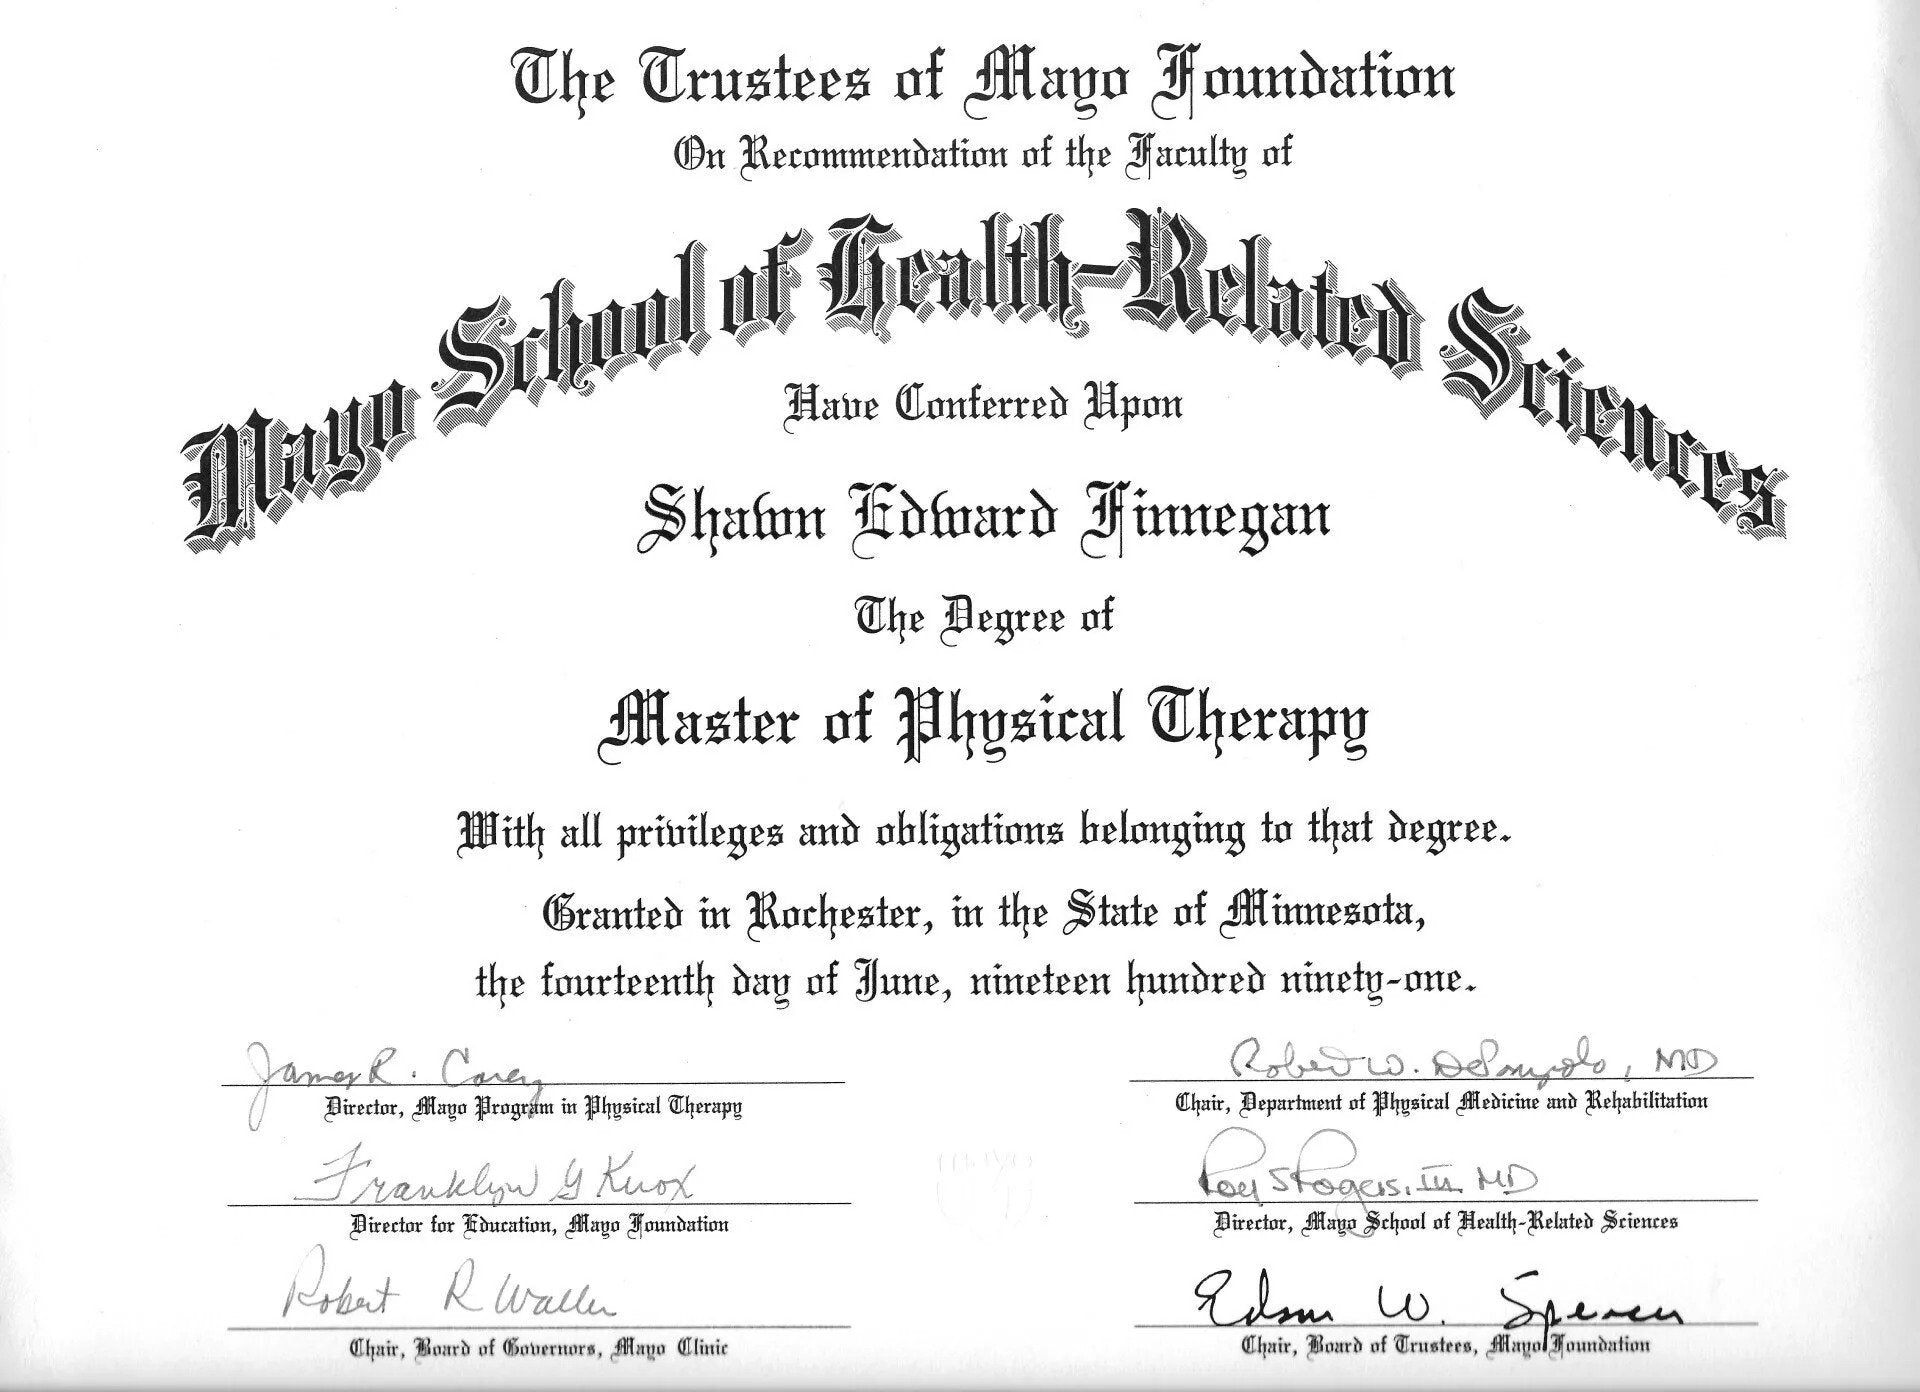 The Trustees of Mayo Foundation
On Recommendation of the Faculty of
Mayo School of Health-Related Sciences
Have Conferred Upon
Shawn Edward Finnegan
The Degree of
Master of Physical Therapy
With all privileges and obligations belonging to that degree.
Granted in Rochester, in the State of Minnesota,
the fourteenth day of June, nineteen hundred ninety-one.
James R. Carey
Director, Mayo Program in Physical Therapy
Robert W. DePompolo, MD
Chair, Department of Physical Medicine and Rehabilitation
Franklyn G Knox
Director for Education, Mayo Foundation
Roy S Rogers, III MD
Director, Mayo School of Health-Related Sciences
Robert R Waller
Chair, Board of Governors, Mayo Clinic
Edson W. Spencer
Chair, Board of Trustees, Mayo Foundation